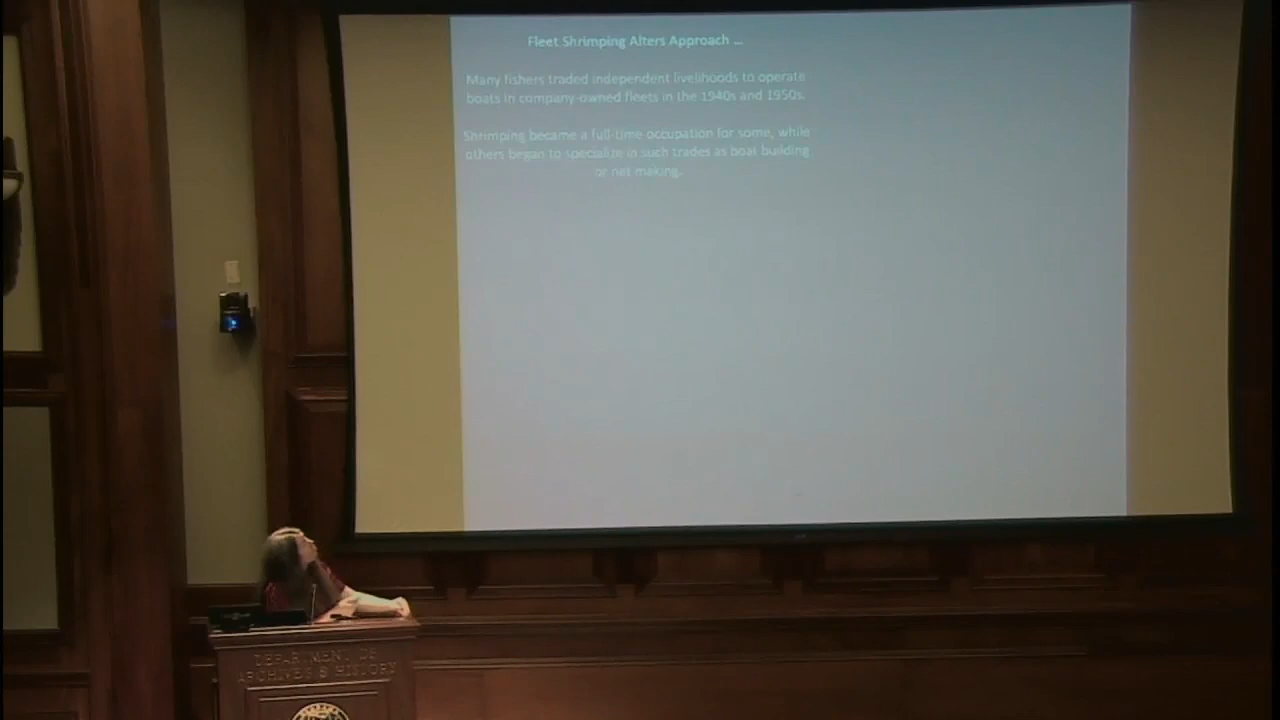 Fleet Shrimping Alters Approach ...
Many fishers traded independent livelihoods to operate
boats in company-owned fleets in the 1940s and 1950s.
Shrimping became a full-time occupation for some, while
others began to specialize in such trades as boat building
or net making.
DEPARTMENT OF
ARCHIVES & HISTORY